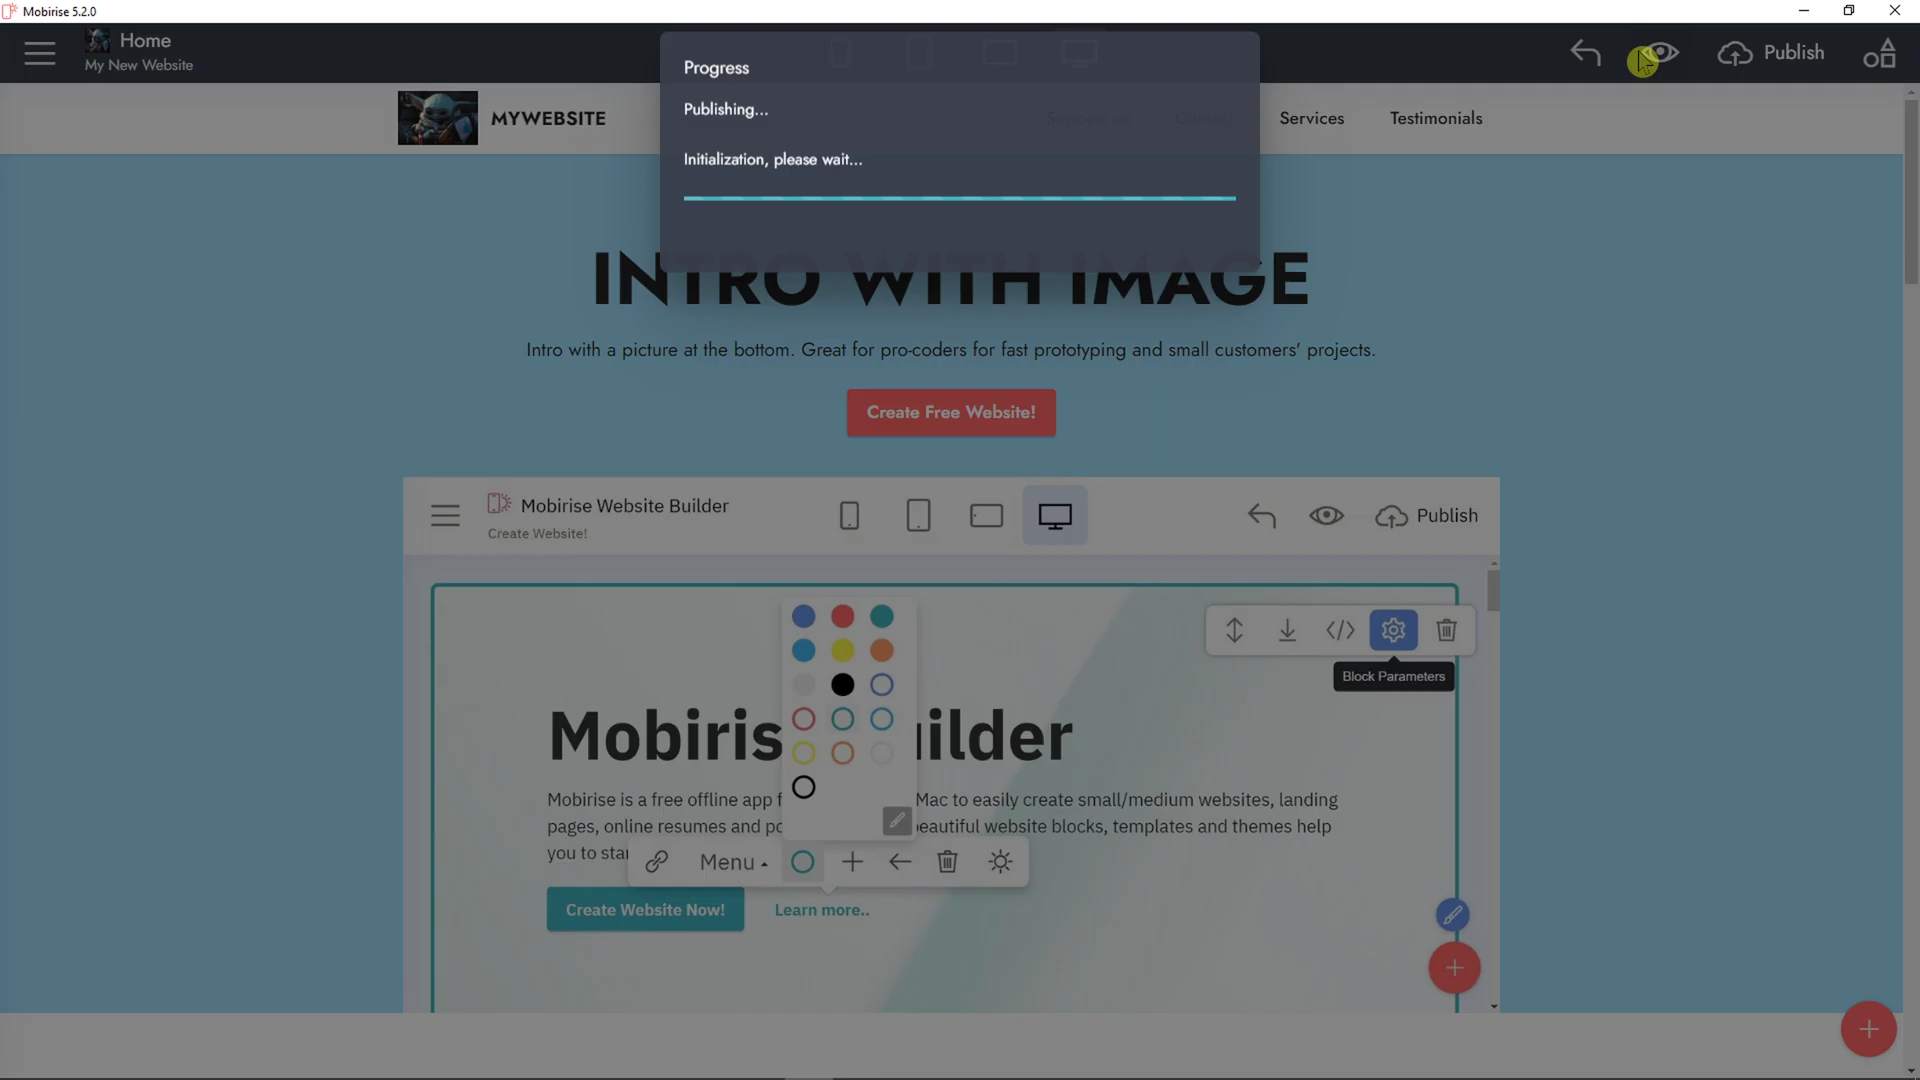 Mobirise 5.2.0
Home
My New Website
Publish
Progress
Publishing...
Initialization, please wait...
MYWEBSITE
Services
Testimonials
INTRO WITH IMAGE
Intro with a picture at the bottom. Great for pro-coders for fast prototyping and small customers' projects.
Create Free Website!
Mobirise Website Builder
Create Website!
Publish
Block Parameters
Mobiris ilder
Mobirise is a free offline app f Mac to easily create small/medium websites, landing
pages, online resumes and po eautiful website blocks, templates and themes help
you to star
Menu
Create Website Now!
Learn more..